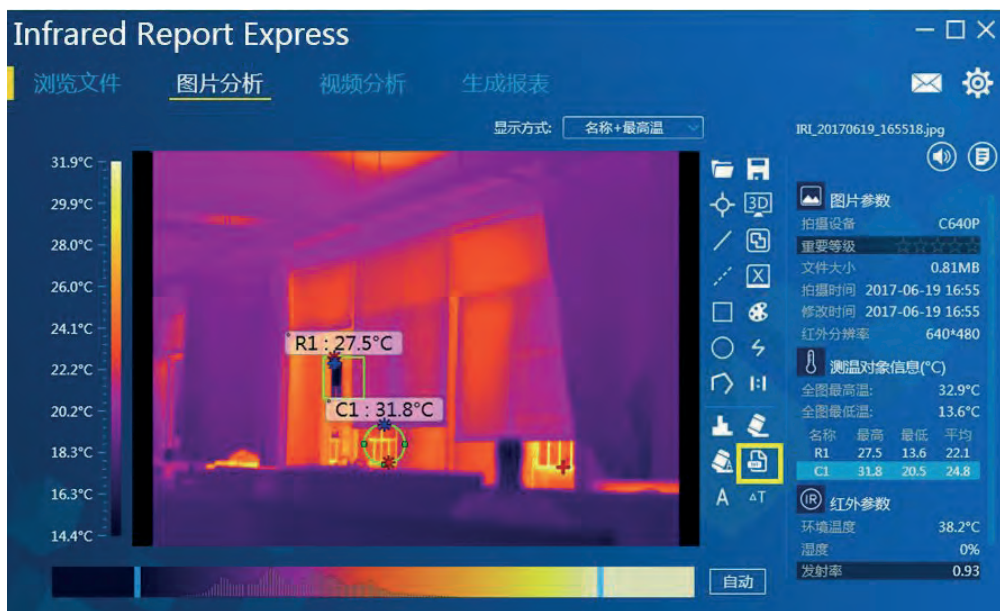 Infrared Report Express
浏览文件 图片分析 视频分析 生成报表
显示方式: 名称+最高温
IRI_20170619_165518.jpg
31.9°C
29.9°C
28.0°C
26.0°C
24.1°C
22.2°C
20.2°C
18.3°C
16.3°C
14.4°C
R1 : 27.5°C
C1 : 31.8°C
3D
X
1:1
A ΔT
自动
图片参数
拍摄设备 C640P
重要等级
文件大小 0.81MB
拍摄时间 2017-06-19 16:55
修改时间 2017-06-19 16:55
红外分辨率 640*480
测温对象信息(°C)
全图最高温: 32.9°C
全图最低温: 13.6°C
名称 最高 最低 平均
R1 27.5 13.6 22.1
C1 31.8 20.5 24.8
IR 红外参数
环境温度 38.2°C
湿度 0%
发射率 0.93